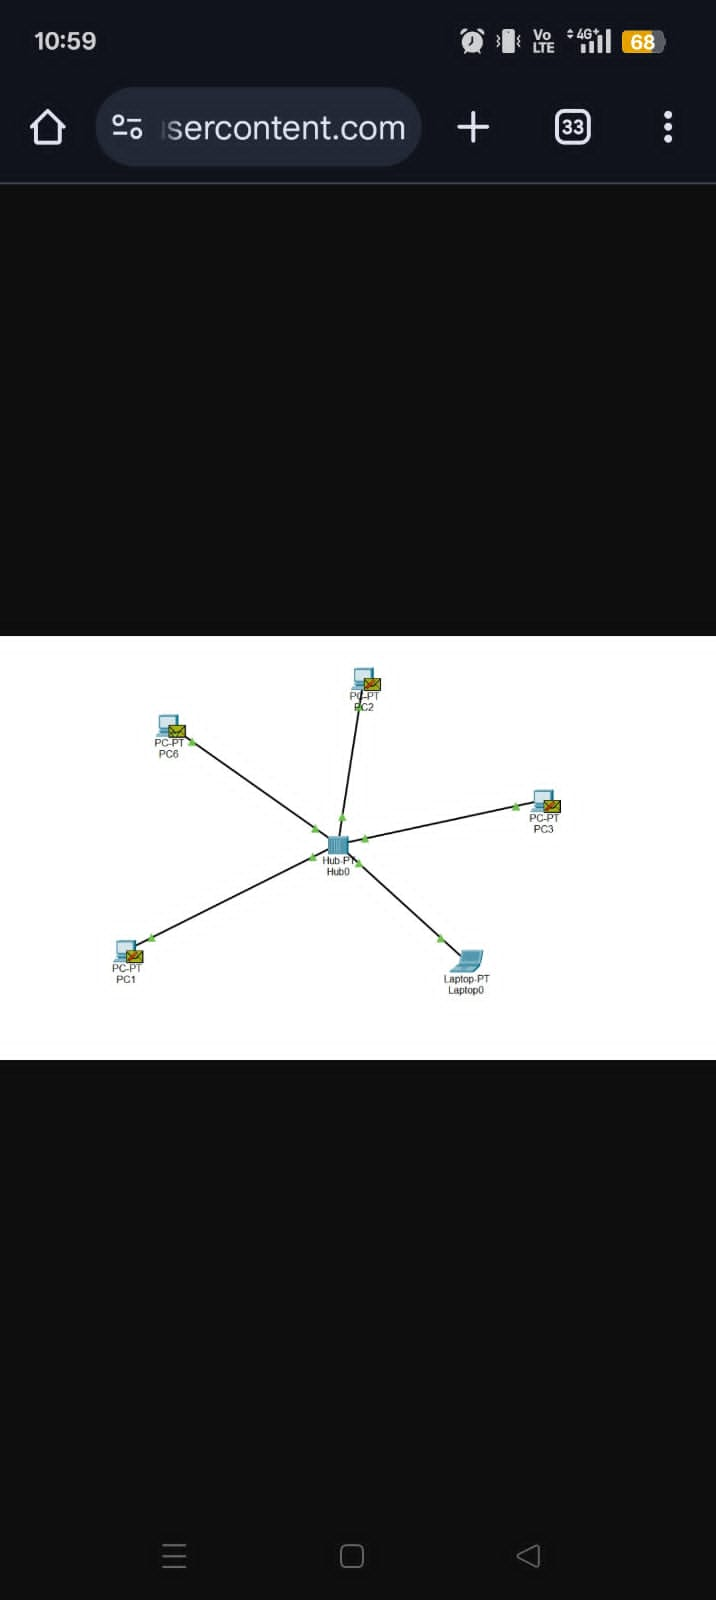 10:59
Vo
LTE
4G+
68
sercontent.com
33
PC-PT
PC2
PC-PT
PC6
PC-PT
PC3
Hub-PT
Hub0
PC-PT
PC1
Laptop-PT
Laptop0